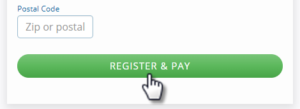 Postal Code
Zip or postal
REGISTER & PAY